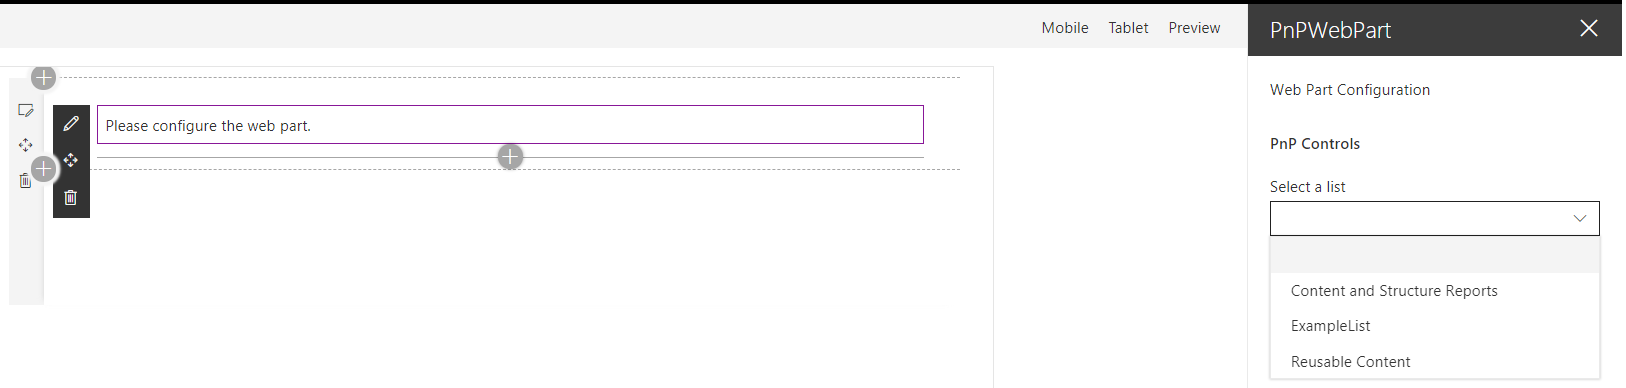 Mobile Tablet Preview
PnPWebPart
Please configure the web part.
Web Part Configuration
PnP Controls
Select a list
Content and Structure Reports
ExampleList
Reusable Content